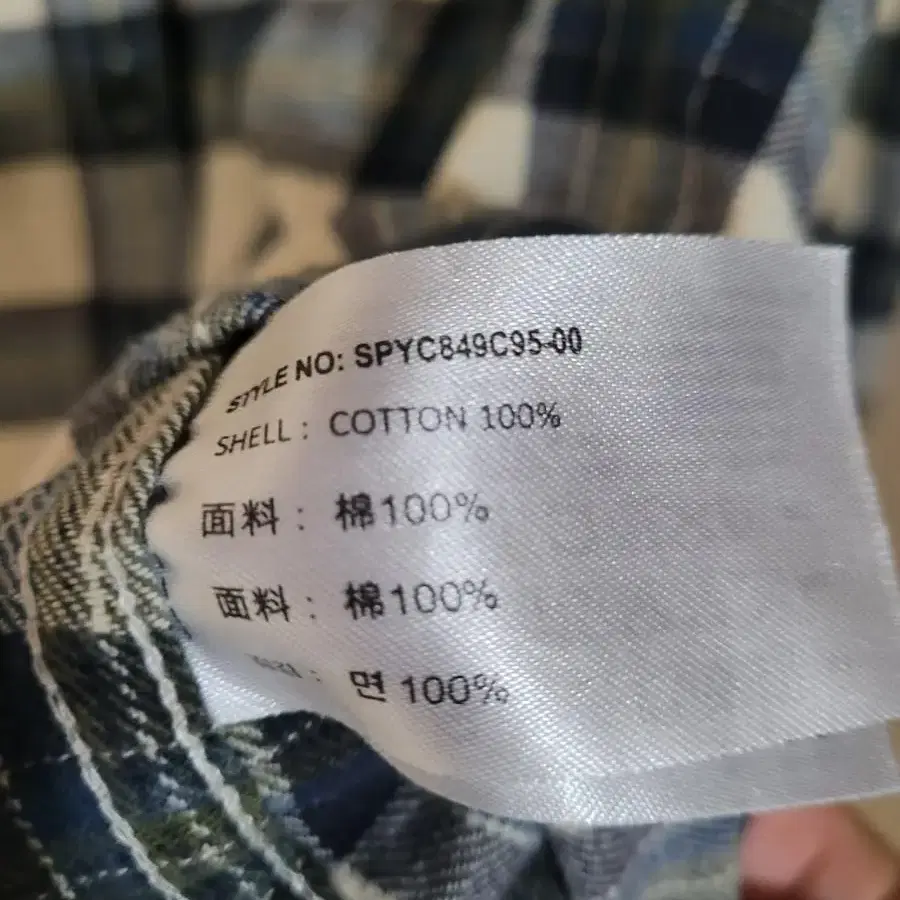 STYLE NO: SPYC849C95-00
SHELL : COTTON 100%
面料 : 棉100%
面料 : 棉100%
: 면 100%